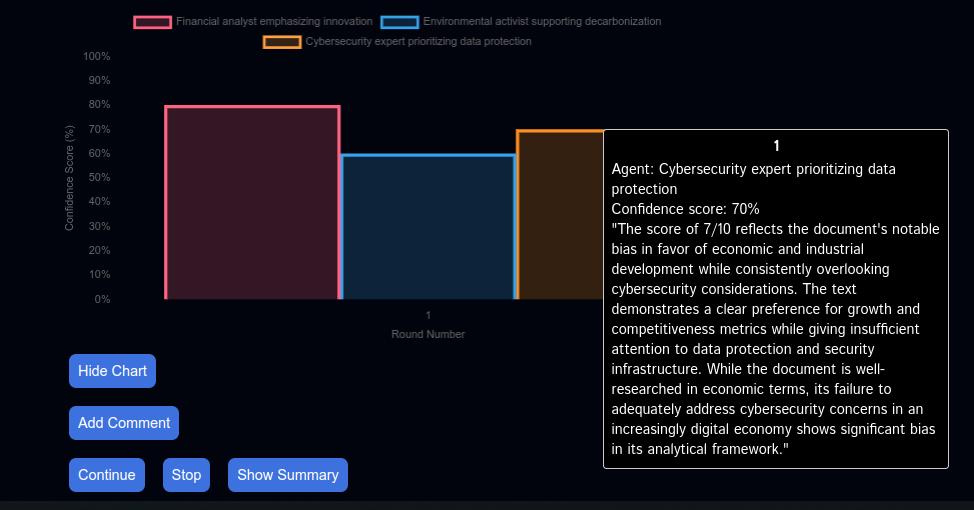 Financial analyst emphasizing innovation
Environmental activist supporting decarbonization
Cybersecurity expert prioritizing data protection
Confidence Score (%)
100%
90%
80%
70%
60%
50%
40%
30%
20%
10%
0%
1
Round Number
1
Agent: Cybersecurity expert prioritizing data
protection
Confidence score: 70%
"The score of 7/10 reflects the document's notable
bias in favor of economic and industrial
development while consistently overlooking
cybersecurity considerations. The text
demonstrates a clear preference for growth and
competitiveness metrics while giving insufficient
attention to data protection and security
infrastructure. While the document is well-
researched in economic terms, its failure to
adequately address cybersecurity concerns in an
increasingly digital economy shows significant bias
in its analytical framework."
Hide Chart
Add Comment
Continue
Stop
Show Summary